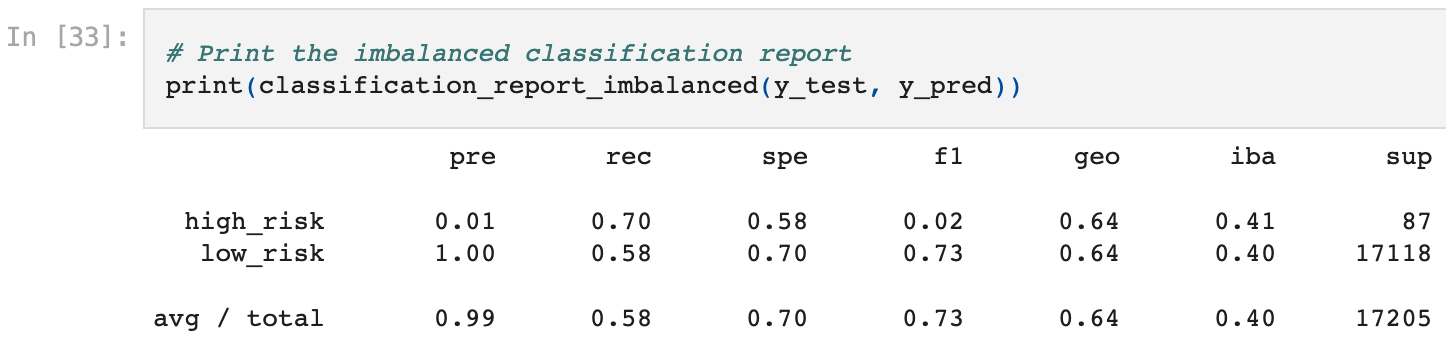 In [33]:
# Print the imbalanced classification report
print(classification_report_imbalanced(y_test, y_pred))
pre rec spe f1 geo iba sup
high_risk 0.01 0.70 0.58 0.02 0.64 0.41 87
low_risk 1.00 0.58 0.70 0.73 0.64 0.40 17118
avg / total 0.99 0.58 0.70 0.73 0.64 0.40 17205